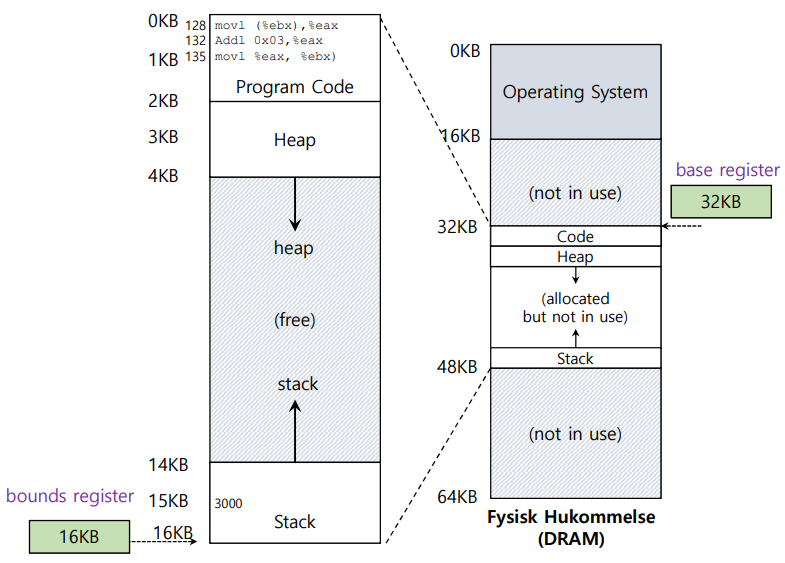 0KB
128 movl (%ebx),%eax
132 Addl 0x03,%eax
1KB
135 movl %eax, %ebx)
Program Code
2KB
3KB
Heap
4KB
heap
(free)
stack
14KB
bounds register
15KB
3000
16KB
16KB
Stack
0KB
Operating System
16KB
(not in use)
base register
32KB
32KB
Code
Heap
(allocated
but not in use)
Stack
48KB
(not in use)
64KB
Fysisk Hukommelse
(DRAM)